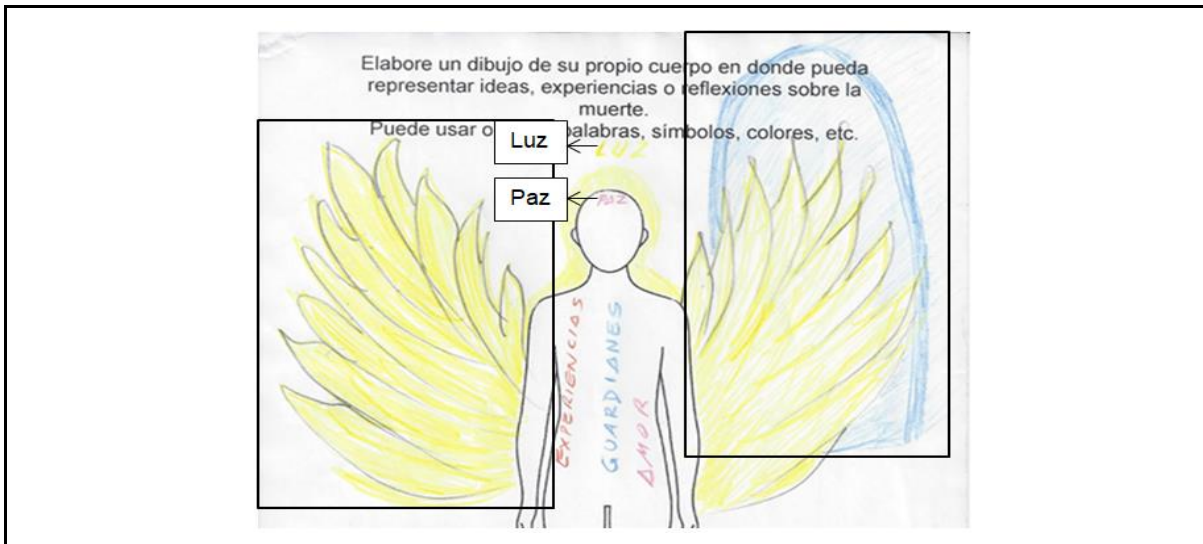 Elabore un dibujo de su propio cuerpo en donde pueda
representar ideas, experiencias o reflexiones sobre la
muerte.
Puede usar o palabras, símbolos, colores, etc.
Luz
LUZ
Paz
PAZ
EXPERIENCIAS
GUARDIANES
AMOR